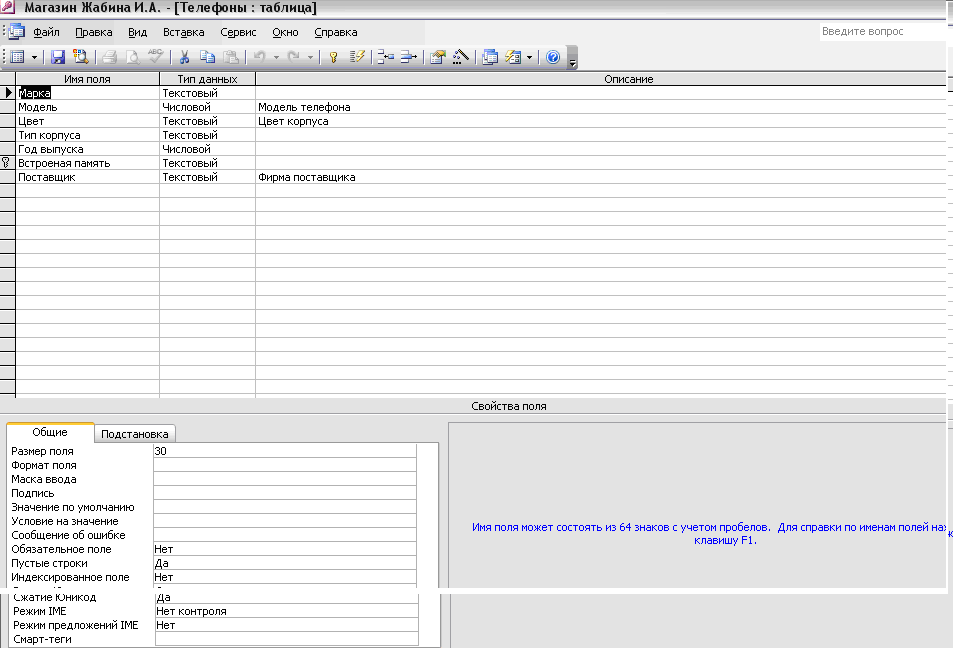 Магазин Жабина И.А. - [Телефоны : таблица]
Файл Правка Вид Вставка Сервис Окно Справка Введите вопрос
Имя поля Тип данных Описание
Марка Текстовый
Модель Числовой Модель телефона
Цвет Текстовый Цвет корпуса
Тип корпуса Текстовый
Год выпуска Числовой
Встроеная память Текстовый
Поставщик Текстовый Фирма поставщика
Свойства поля
Общие Подстановка
Размер поля 30
Формат поля
Маска ввода
Подпись
Значение по умолчанию
Условие на значение
Сообщение об ошибке
Обязательное поле Нет
Пустые строки Да
Индексированное поле Нет
Сжатие Юникод Да
Режим IME Нет контроля
Режим предложений IME Нет
Смарт-теги
Имя поля может состоять из 64 знаков с учетом пробелов. Для справки по именам полей наж
клавишу F1.